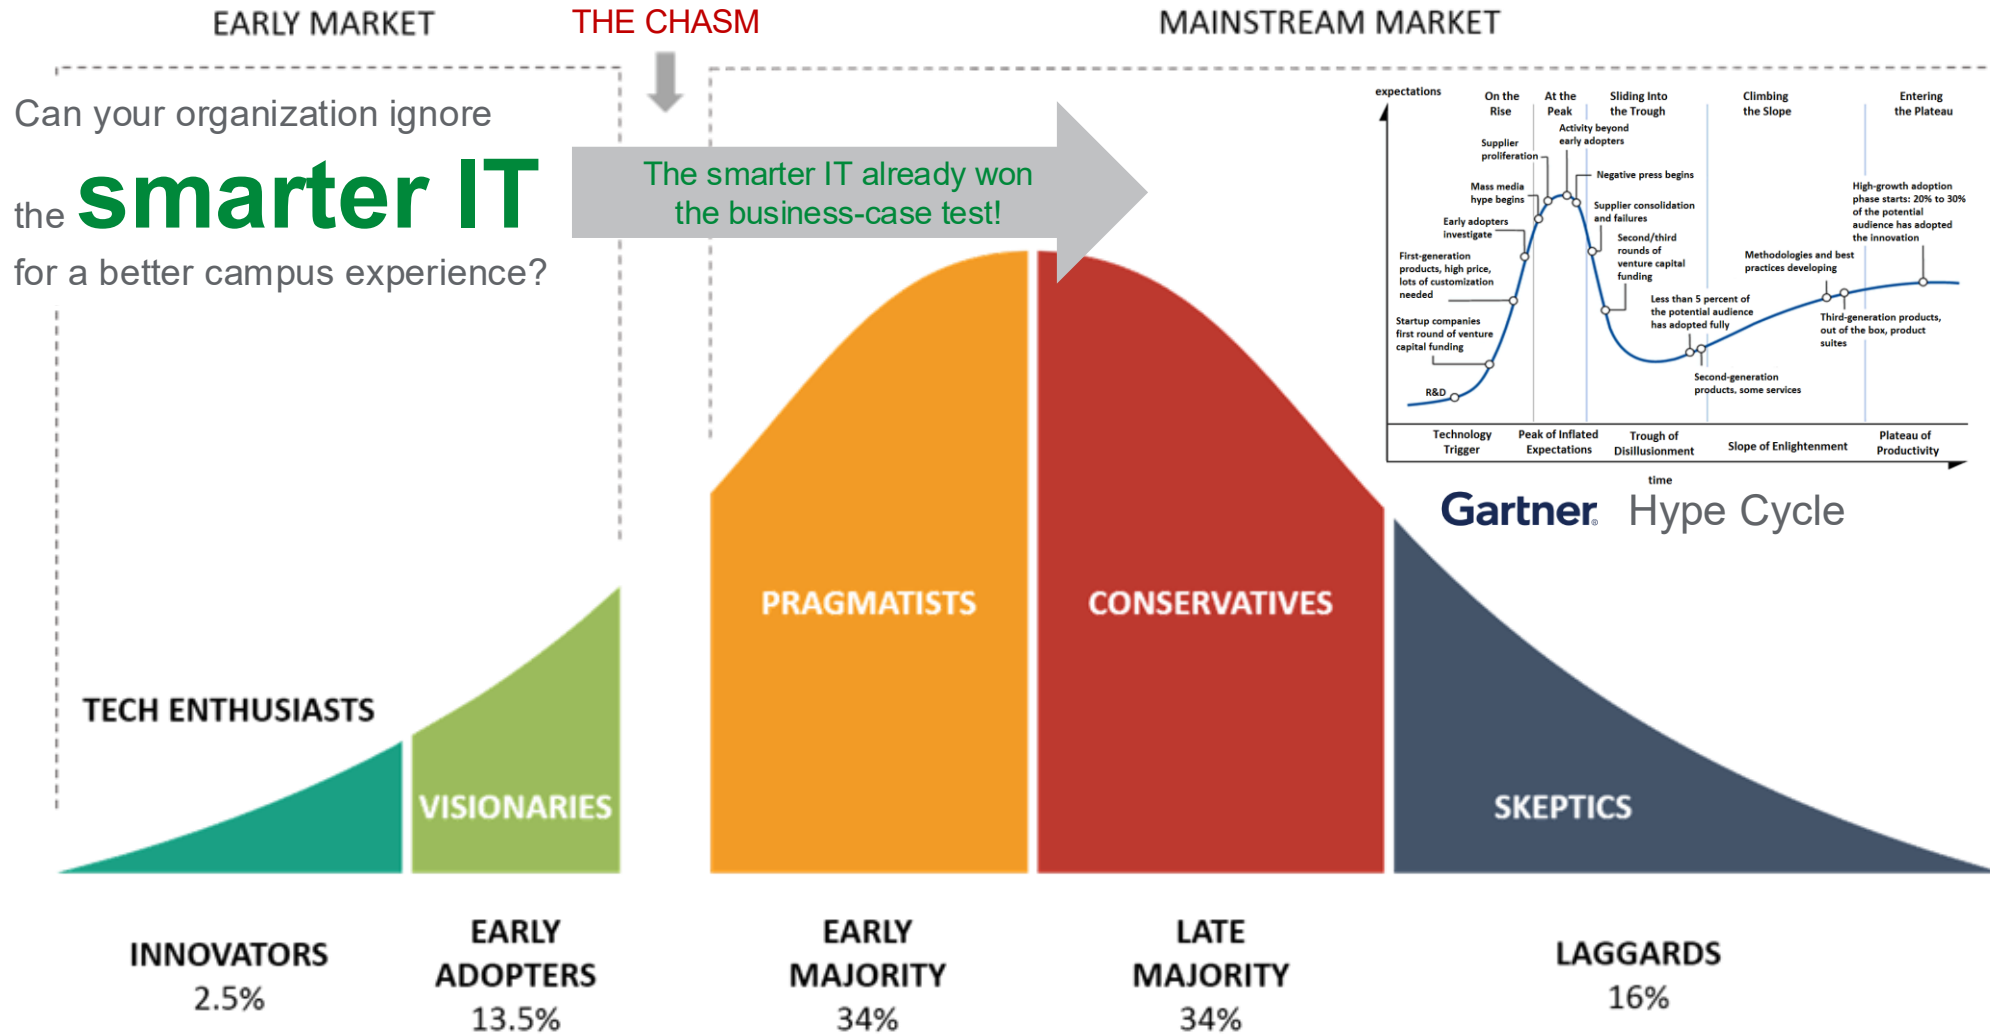 EARLY MARKET
THE CHASM
MAINSTREAM MARKET
Can your organization ignore
the smarter IT
for a better campus experience?
The smarter IT already won
the business-case test!
expectations
On the
Rise
At the
Peak
Sliding Into
the Trough
Climbing
the Slope
Entering
the Plateau
Activity beyond
early adopters
Supplier
proliferation
Negative press begins
Mass media
hype begins
Supplier consolidation
and failures
Early adopters
investigate
Second/third
rounds of
venture capital
funding
First-generation
products, high price,
lots of customization
needed
Startup companies
first round of venture
capital funding
R&D
Less than 5 percent of
the potential audience
has adopted fully
Second-generation
products, some services
Methodologies and best
practices developing
Third-generation products,
out of the box, product
suites
High-growth adoption
phase starts: 20% to 30%
of the potential
audience has adopted
the innovation
Technology
Trigger
Peak of Inflated
Expectations
Trough of
Disillusionment
Slope of Enlightenment
Plateau of
Productivity
time
Gartner® Hype Cycle
TECH ENTHUSIASTS
VISIONARIES
PRAGMATISTS
CONSERVATIVES
SKEPTICS
INNOVATORS
2.5%
EARLY
ADOPTERS
13.5%
EARLY
MAJORITY
34%
LATE
MAJORITY
34%
LAGGARDS
16%